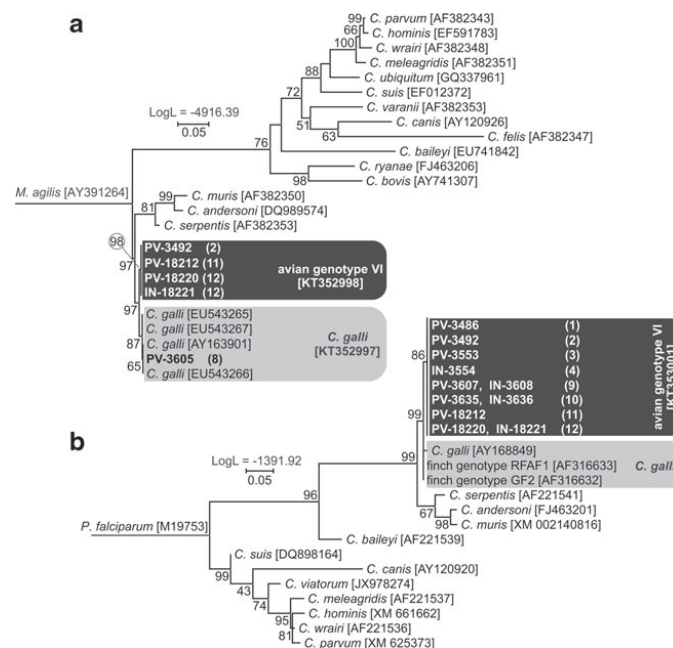 a
99 C. parvum [AF382343]
66 C. hominis [EF591783]
100 C. wrairi [AF382348]
C. meleagridis [AF382351]
88 C. ubiquitum [GQ337961]
C. suis [EF012372]
72 C. varanii [AF382353]
51 C. canis [AY120926]
63 C. felis [AF382347]
LogL = -4916.39
0.05
76 C. baileyi [EU741842]
C. ryanae [FJ463206]
98 C. bovis [AY741307]
M. agilis [AY391264]
99 C. muris [AF382350]
81 C. andersoni [DQ989574]
C. serpentis [AF382353]
98
97
PV-3492 (2)
PV-18212 (11)
PV-18220 (12)
IN-18221 (12)
avian genotype VI
[KT352998]
97
C. galli [EU543265]
C. galli [EU543267]
87 C. galli [AY163901]
PV-3605 (8)
65 C. galli [EU543266]
C. galli
[KT352997]
b
86
PV-3486 (1)
PV-3492 (2)
PV-3553 (3)
IN-3554 (4)
PV-3607, IN-3608 (9)
PV-3635, IN-3636 (10)
PV-18212 (11)
PV-18220, IN-18221 (12)
avian genotype VI
[KT353001]
99
C. galli [AY168849]
finch genotype RFAF1 [AF316633]
finch genotype GF2 [AF316632]
C. galli
99
C. serpentis [AF221541]
67 C. andersoni [FJ463201]
98 C. muris [XM 002140816]
LogL = -1391.92
0.05
96
C. baileyi [AF221539]
P. falciparum [M19753]
C. suis [DQ898164]
99
C. canis [AY120920]
43 C. viatorum [JX978274]
74 C. meleagridis [AF221537]
C. hominis [XM 661662]
95 C. wrairi [AF221536]
81 C. parvum [XM 625373]